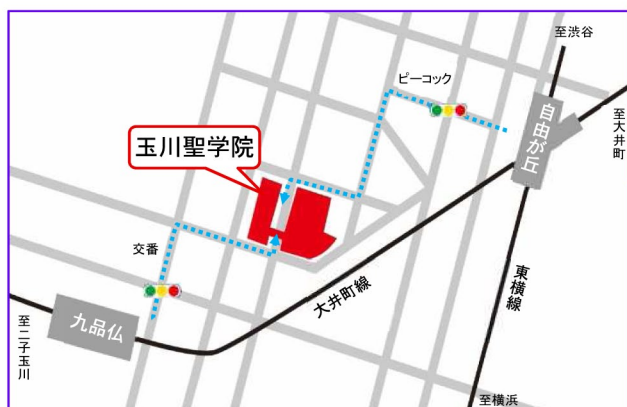 至渋谷
ピーコック
自由が丘
至大井町
玉川聖学院
交番
大井町線
東横線
九品仏
至二子玉川
至横浜